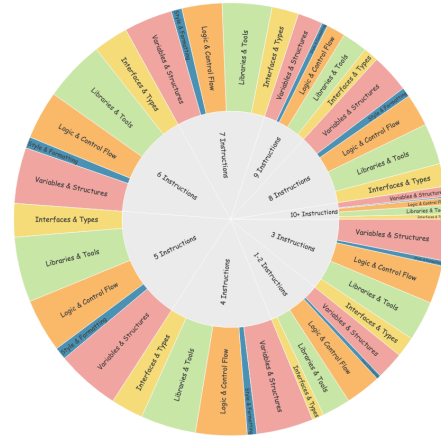 7 Instructions
Variables & Structures
Style & Formatting
Logic & Control Flow
Libraries & Tools
Interfaces & Types
9 Instructions
Variables & Structures
Logic & Control Flow
Libraries & Tools
Interfaces & Types
8 Instructions
Variables & Structures
Style & Formatting
Logic & Control Flow
Libraries & Tools
Interfaces & Types
10+ Instructions
Variables & Structures
Logic & Control Flow
Libraries & Tools
3 Instructions
Variables & Structures
Logic & Control Flow
Libraries & Tools
Interfaces & Types
1-2 Instructions
Variables & Structures
Logic & Control Flow
Libraries & Tools
Interfaces & Types
4 Instructions
Variables & Structures
Style & Formatting
Logic & Control Flow
Libraries & Tools
Interfaces & Types
5 Instructions
Variables & Structures
Style & Formatting
Logic & Control Flow
Libraries & Tools
Interfaces & Types
6 Instructions
Variables & Structures
Style & Formatting
Logic & Control Flow
Libraries & Tools
Interfaces & Types